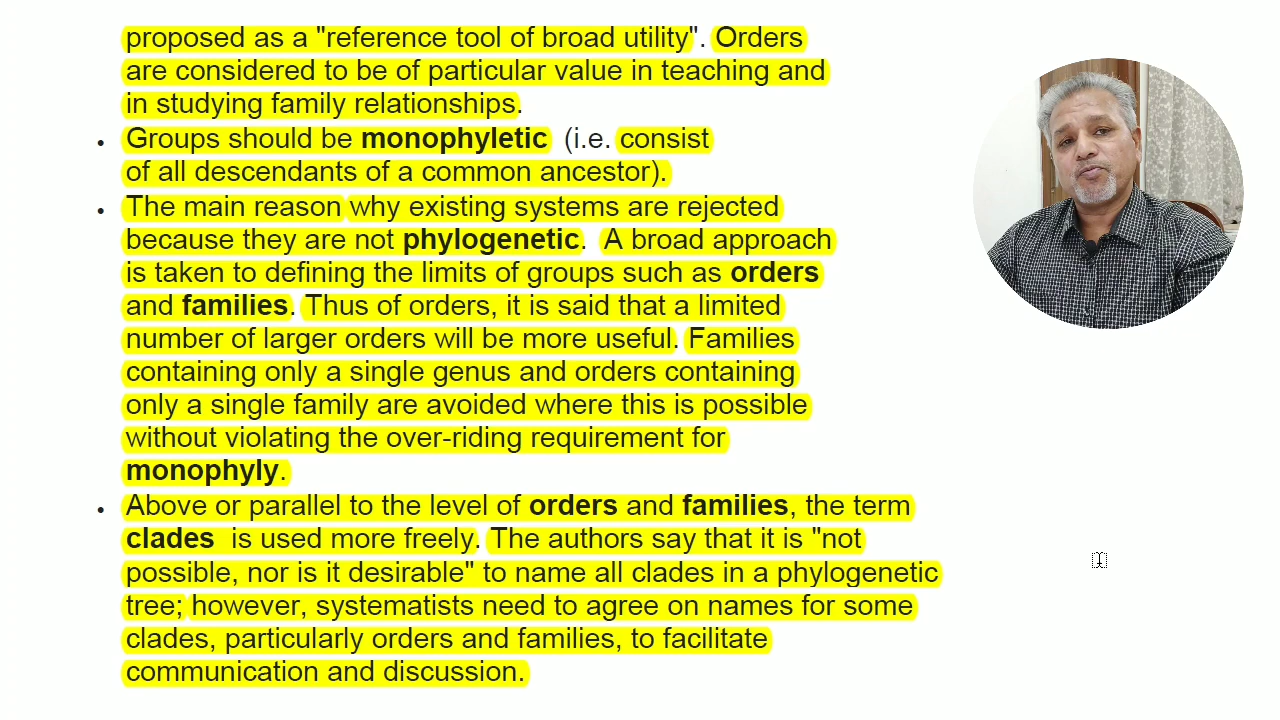 proposed as a "reference tool of broad utility". Orders
are considered to be of particular value in teaching and
in studying family relationships.
• Groups should be monophyletic (i.e. consist
of all descendants of a common ancestor).
• The main reason why existing systems are rejected
because they are not phylogenetic. A broad approach
is taken to defining the limits of groups such as orders
and families. Thus of orders, it is said that a limited
number of larger orders will be more useful. Families
containing only a single genus and orders containing
only a single family are avoided where this is possible
without violating the over-riding requirement for
monophyly.
• Above or parallel to the level of orders and families, the term
clades is used more freely. The authors say that it is "not
possible, nor is it desirable" to name all clades in a phylogenetic
tree; however, systematists need to agree on names for some
clades, particularly orders and families, to facilitate
communication and discussion.